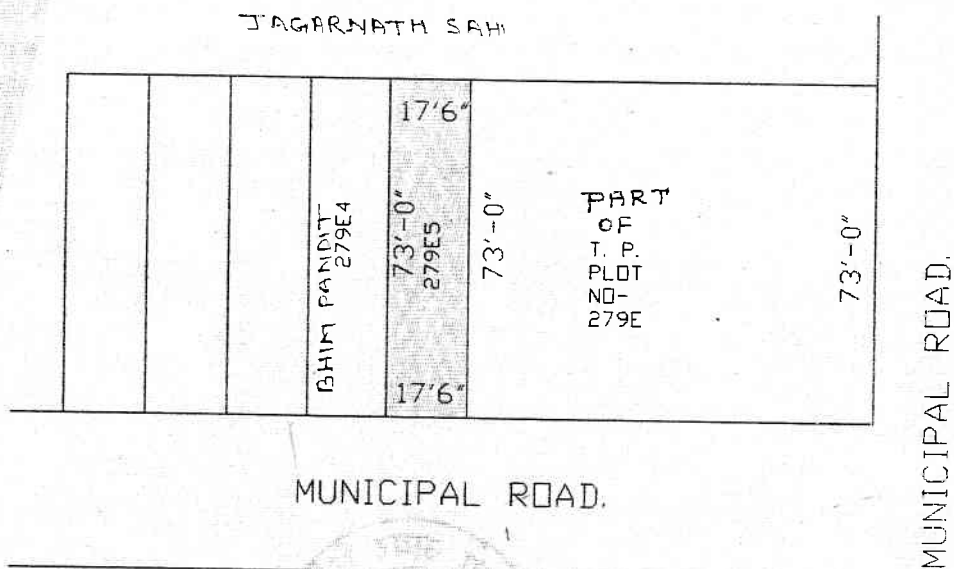 JAGARNATH SAH
17'6"
BHIM PANDIT
279E4
73'-0"
279E5
73'-0"
PART
OF
T. P.
PLOT
NO-
279E
73'-0"
17'6"
MUNICIPAL ROAD.
MUNICIPAL ROAD.